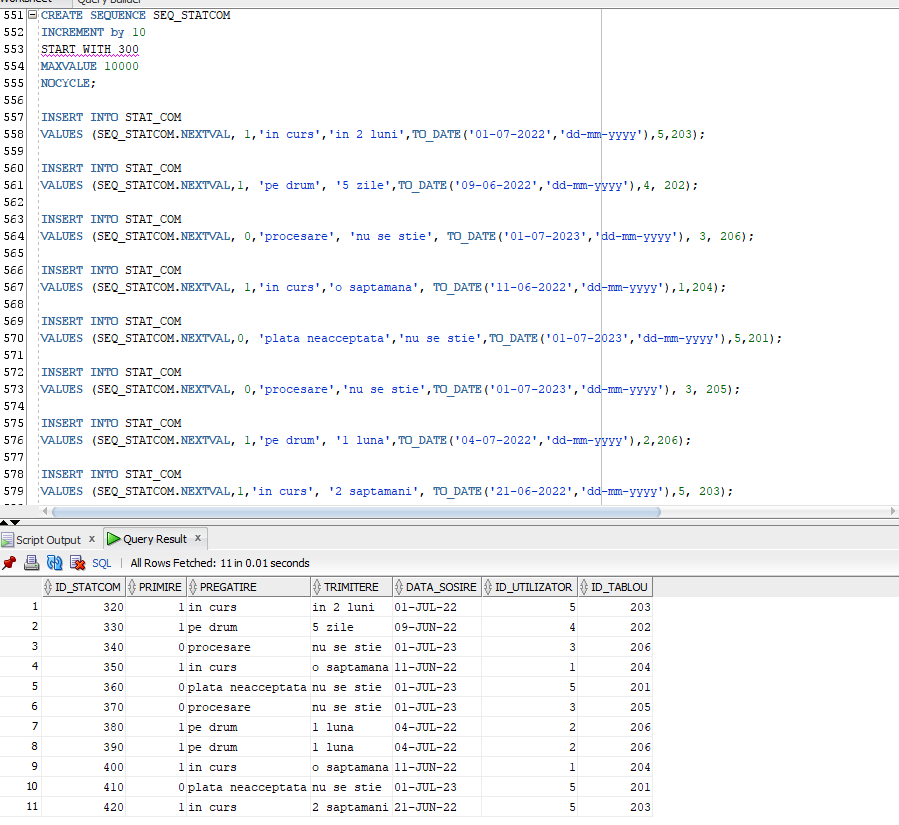 Query Builder
551 CREATE SEQUENCE SEQ_STATCOM
552 INCREMENT by 10
553 START WITH 300
554 MAXVALUE 10000
555 NOCYCLE;
556
557 INSERT INTO STAT_COM
558 VALUES (SEQ_STATCOM.NEXTVAL, 1,'in curs','in 2 luni',TO_DATE('01-07-2022','dd-mm-yyyy'),5,203);
559
560 INSERT INTO STAT_COM
561 VALUES (SEQ_STATCOM.NEXTVAL,1, 'pe drum', '5 zile',TO_DATE('09-06-2022','dd-mm-yyyy'),4, 202);
562
563 INSERT INTO STAT_COM
564 VALUES (SEQ_STATCOM.NEXTVAL, 0,'procesare', 'nu se stie', TO_DATE('01-07-2023','dd-mm-yyyy'), 3, 206);
565
566 INSERT INTO STAT_COM
567 VALUES (SEQ_STATCOM.NEXTVAL, 1,'in curs','o saptamana', TO_DATE('11-06-2022','dd-mm-yyyy'),1,204);
568
569 INSERT INTO STAT_COM
570 VALUES (SEQ_STATCOM.NEXTVAL,0, 'plata neacceptata','nu se stie',TO_DATE('01-07-2023','dd-mm-yyyy'),5,201);
571
572 INSERT INTO STAT_COM
573 VALUES (SEQ_STATCOM.NEXTVAL, 0,'procesare','nu se stie',TO_DATE('01-07-2023','dd-mm-yyyy'), 3, 205);
574
575 INSERT INTO STAT_COM
576 VALUES (SEQ_STATCOM.NEXTVAL, 1,'pe drum', '1 luna',TO_DATE('04-07-2022','dd-mm-yyyy'),2,206);
577
578 INSERT INTO STAT_COM
579 VALUES (SEQ_STATCOM.NEXTVAL,1,'in curs', '2 saptamani', TO_DATE('21-06-2022','dd-mm-yyyy'),5, 203);
Script Output x Query Result x
SQL | All Rows Fetched: 11 in 0.01 seconds
ID_STATCOM PRIMIRE PREGATIRE TRIMITERE DATA_SOSIRE ID_UTILIZATOR ID_TABLOU
1 320 1 in curs in 2 luni 01-JUL-22 5 203
2 330 1 pe drum 5 zile 09-JUN-22 4 202
3 340 0 procesare nu se stie 01-JUL-23 3 206
4 350 1 in curs o saptamana 11-JUN-22 1 204
5 360 0 plata neacceptata nu se stie 01-JUL-23 5 201
6 370 0 procesare nu se stie 01-JUL-23 3 205
7 380 1 pe drum 1 luna 04-JUL-22 2 206
8 390 1 pe drum 1 luna 04-JUL-22 2 206
9 400 1 in curs o saptamana 11-JUN-22 1 204
10 410 0 plata neacceptata nu se stie 01-JUL-23 5 201
11 420 1 in curs 2 saptamani 21-JUN-22 5 203